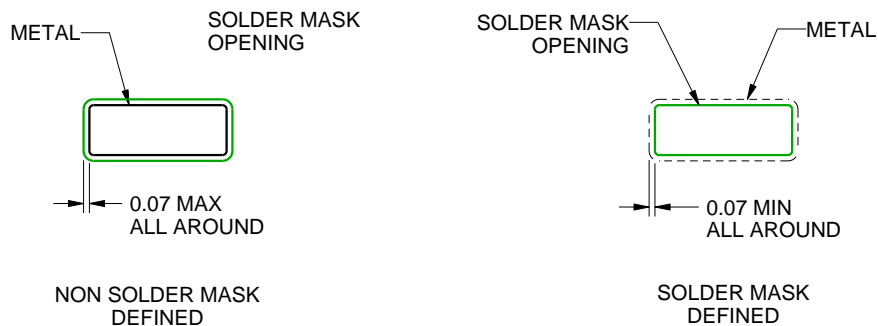 METAL
SOLDER MASK
OPENING
0.07 MAX
ALL AROUND
NON SOLDER MASK
DEFINED
SOLDER MASK
OPENING
METAL
0.07 MIN
ALL AROUND
SOLDER MASK
DEFINED